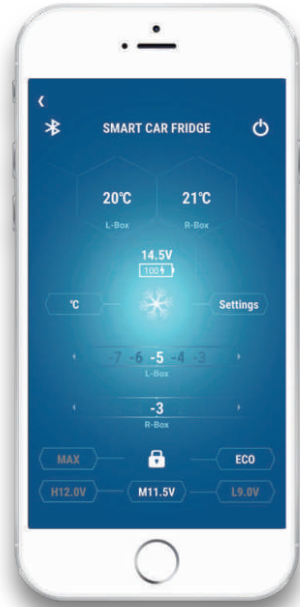 SMART CAR FRIDGE
20°C 21°C
L-Box R-Box
14.5V
100
°C Settings
-7 -6 -5 -4 -3
L-Box
-3
R-Box
MAX ECO
H12.0V M11.5V L9.0V